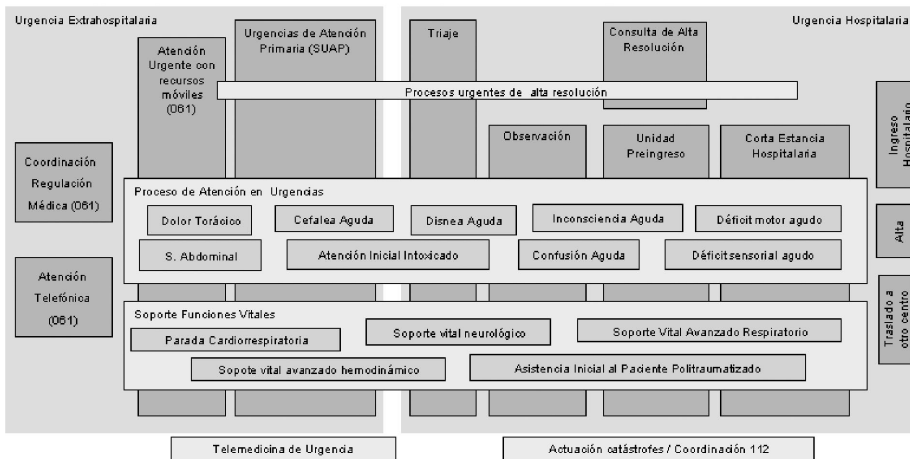 Urgencia Extrahospitalaria
Urgencia Hospitalaria
Atención
Urgente con
recursos
móviles
(061)
Urgencias de Atención
Primaria (SUAP)
Triaje
Consulta de Alta
Resolución
Procesos urgentes de alta resolución
Coordinación
Regulación
Médica (061)
Atención
Telefónica
(061)
Observación
Unidad
Preingreso
Corta Estancia
Hospitalaria
Ingreso
Hospitalario
Alta
Traslado a
otro centro
Proceso de Atención en Urgencias
Dolor Torácico
Cefalea Aguda
Disnea Aguda
Inconsciencia Aguda
Déficit motor agudo
S. Abdominal
Atención Inicial Intoxicado
Confusión Aguda
Déficitsensorial agudo
Soporte Funciones Vitales
Parada Cardiorrespiratoria
Soporte vital neurológico
Soporte Vital Avanzado Respiratorio
Sopote vital avanzado hemodinámico
Asistencia Inicial al Paciente Politraumatizado
Telemedicina de Urgencia
Actuación catástrofes / Coordinación 112